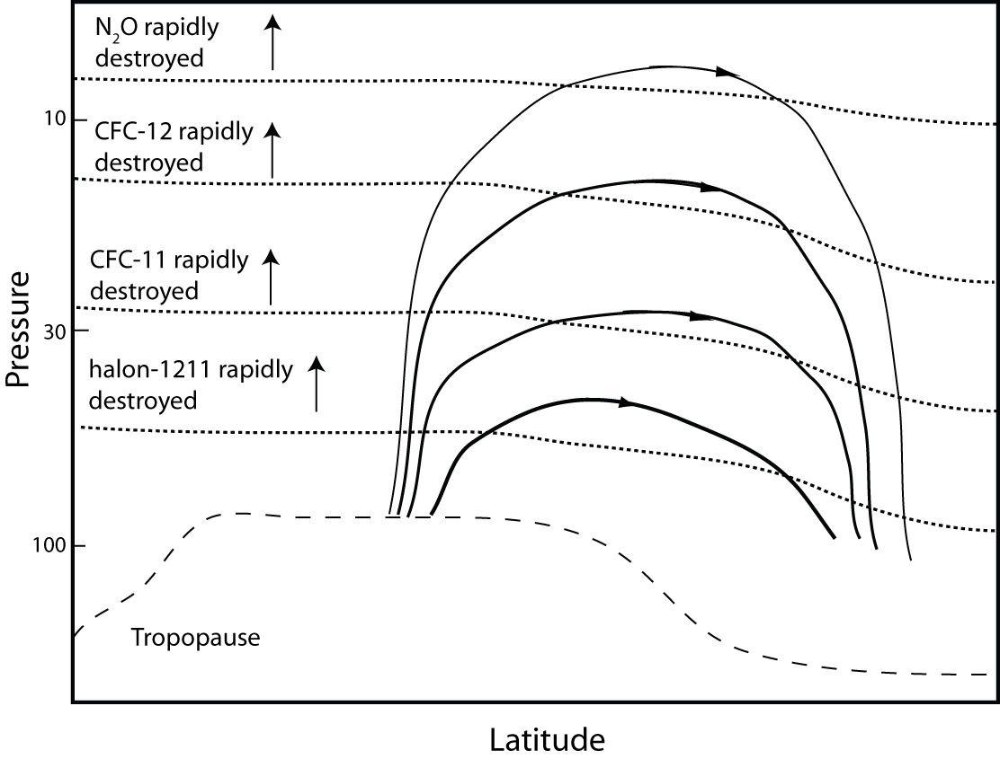 N₂O rapidly
destroyed
10
CFC-12 rapidly
destroyed
CFC-11 rapidly
destroyed
30
halon-1211 rapidly
destroyed
100
Tropopause
Pressure
Latitude